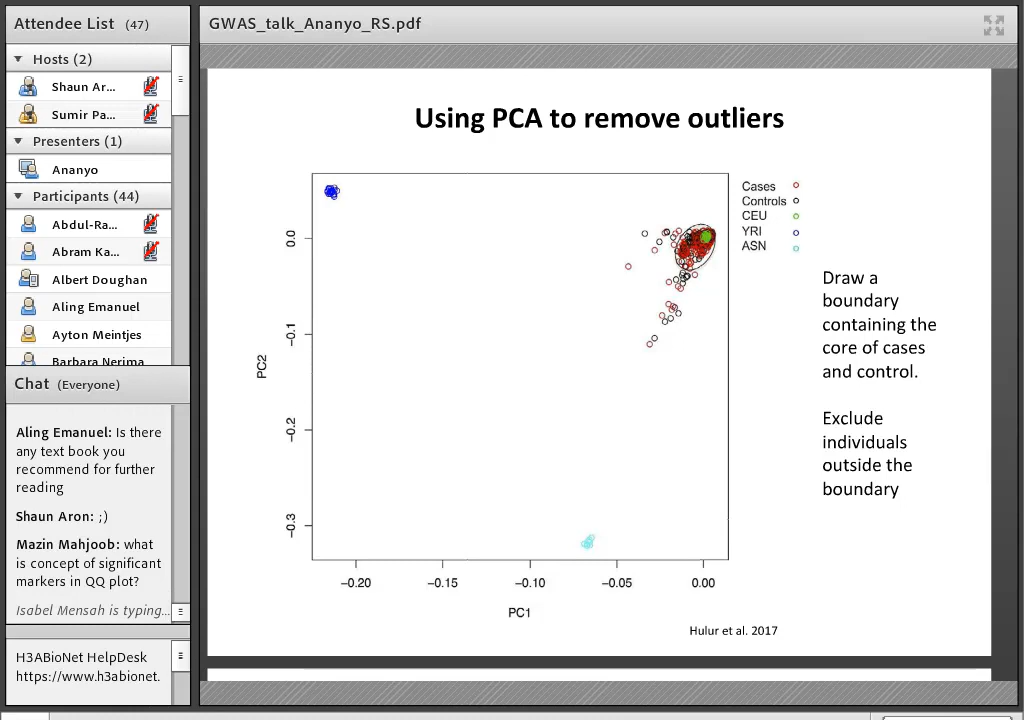 Attendee List (47)
Hosts (2)
Shaun Ar...
Sumir Pa...
Presenters (1)
Ananyo
Participants (44)
Abdul-Ra...
Abram Ka...
Albert Doughan
Aling Emanuel
Ayton Meintjes
Barbara Nerima
Chat (Everyone)
Aling Emanuel: Is there
any text book you
recommend for further
reading
Shaun Aron: ;)
Mazin Mahjoob: what
is concept of significant
markers in QQ plot?
Isabel Mensah is typing...
H3ABioNet HelpDesk
https://www.h3abionet.
GWAS_talk_Ananyo_RS.pdf
Using PCA to remove outliers
Cases
Controls
CEU
YRI
ASN
PC2
0.0
−0.1
−0.2
−0.3
−0.20 −0.15 −0.10 −0.05 0.00
PC1
Draw a
boundary
containing the
core of cases
and control.
Exclude
individuals
outside the
boundary
Hulur et al. 2017